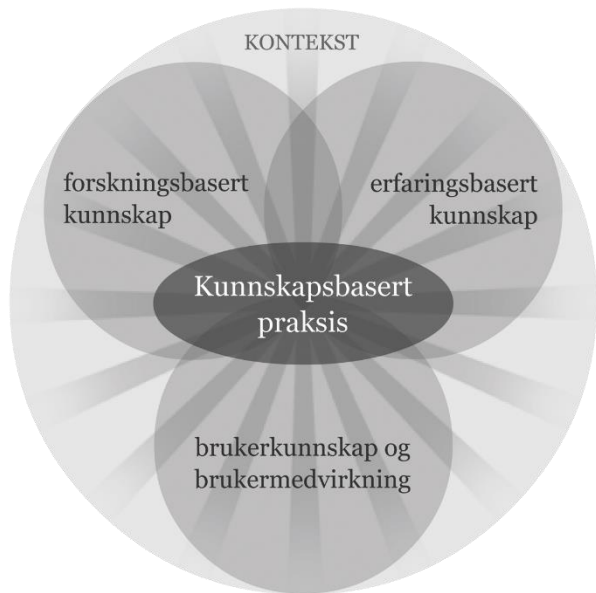 KONTEKST
forskningsbasert
kunnskap
erfaringsbasert
kunnskap
Kunnskapsbasert
praksis
brukerkunnskap og
brukermedvirkning